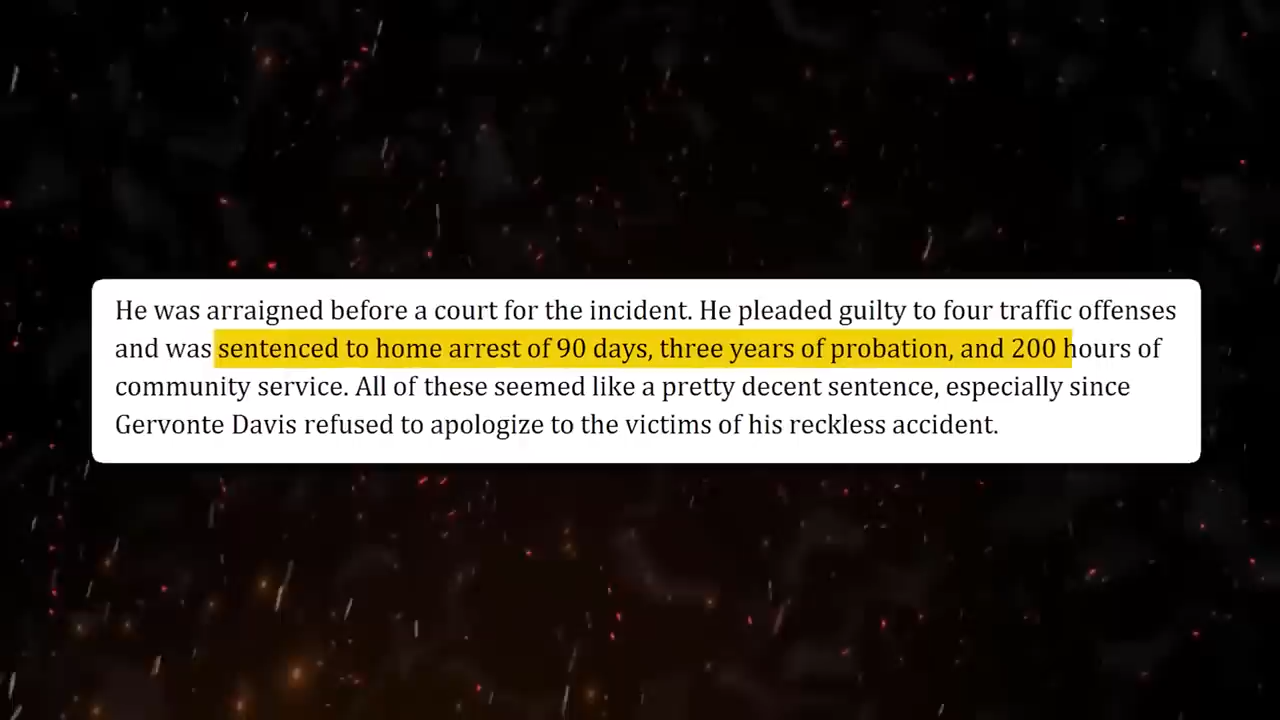 He was arraigned before a court for the incident. He pleaded guilty to four traffic offenses
and was sentenced to home arrest of 90 days, three years of probation, and 200 hours of
community service. All of these seemed like a pretty decent sentence, especially since
Gervonte Davis refused to apologize to the victims of his reckless accident.